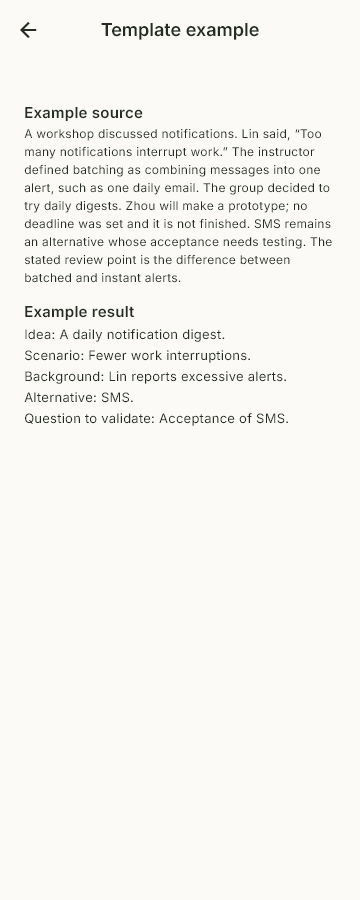 Template example
Example source
A workshop discussed notifications. Lin said, “Too
many notifications interrupt work.” The instructor
defined batching as combining messages into one
alert, such as one daily email. The group decided to
try daily digests. Zhou will make a prototype; no
deadline was set and it is not finished. SMS remains
an alternative whose acceptance needs testing. The
stated review point is the difference between
batched and instant alerts.
Example result
Idea: A daily notification digest.
Scenario: Fewer work interruptions.
Background: Lin reports excessive alerts.
Alternative: SMS.
Question to validate: Acceptance of SMS.